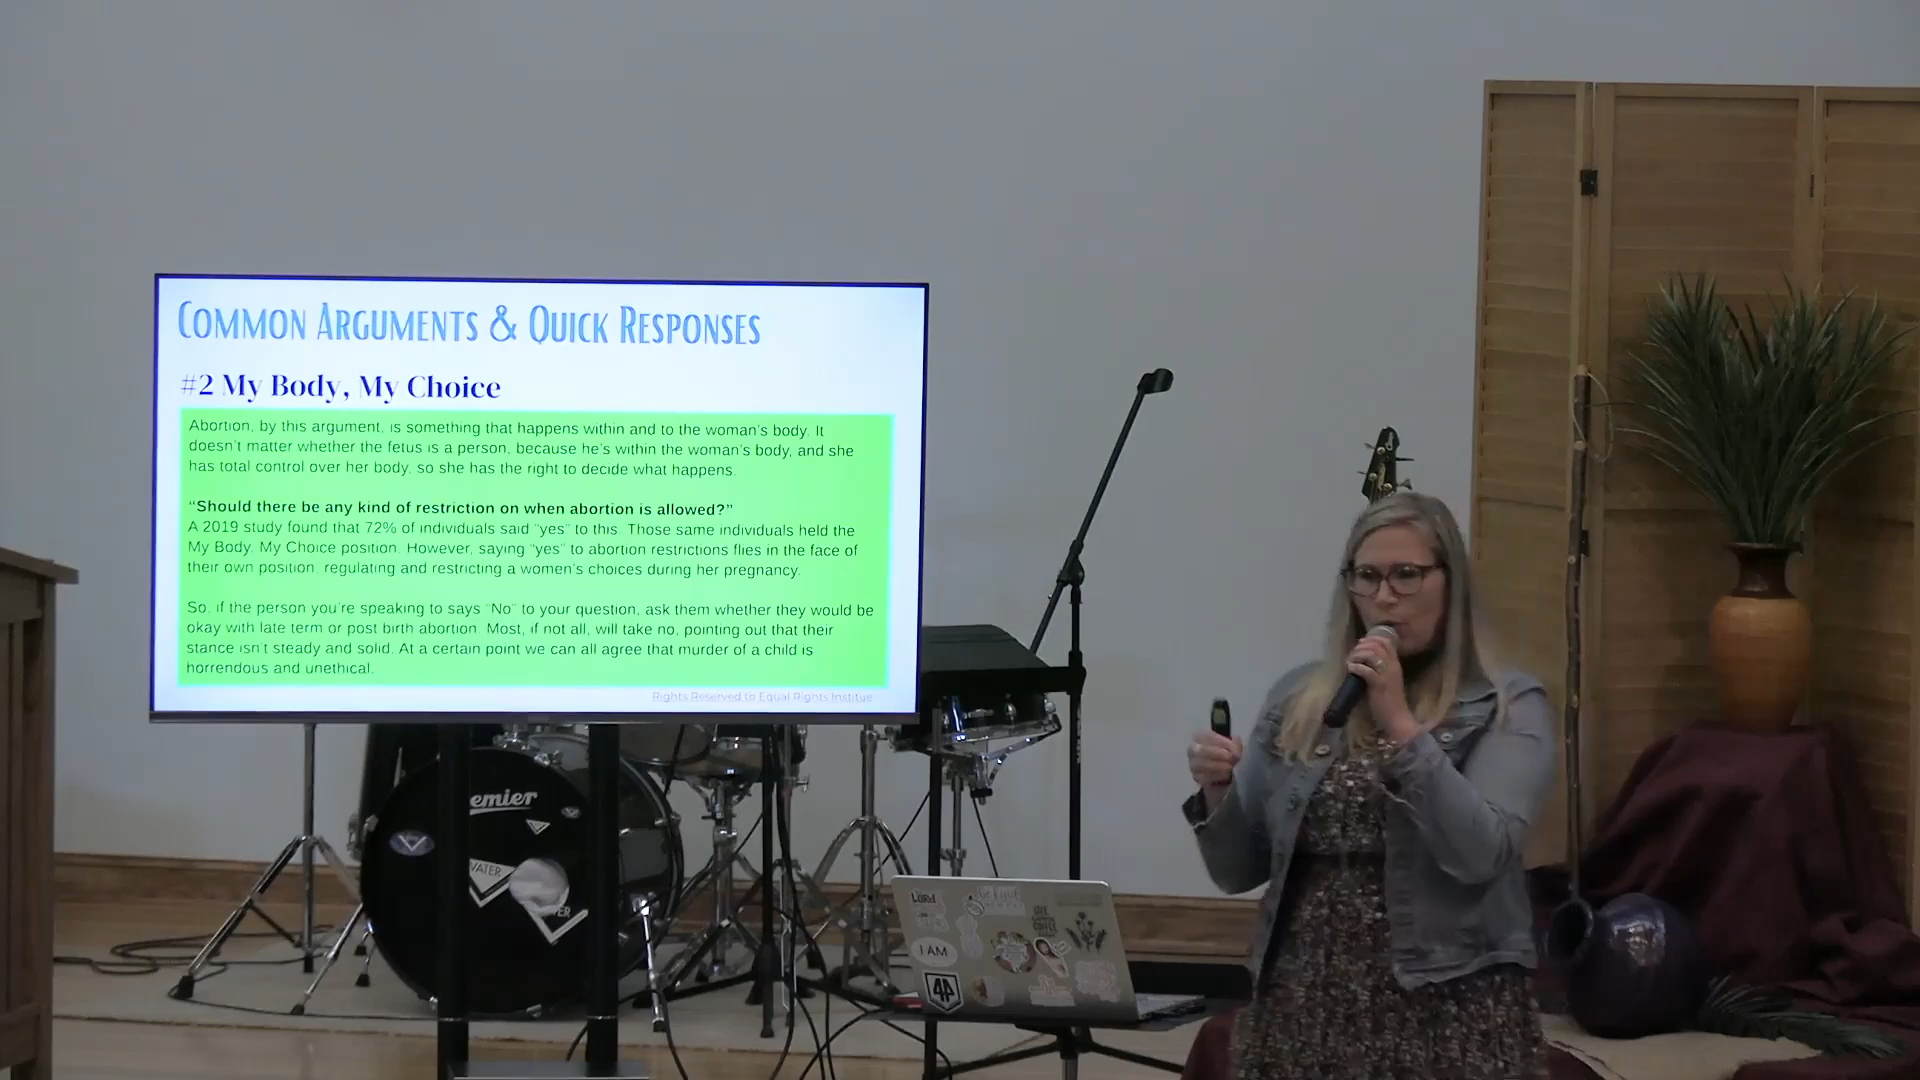 COMMON ARGUMENTS & QUICK RESPONSES
#2 My Body, My Choice
Abortion, by this argument, is something that happens within and to the woman's body. It
doesn't matter whether the fetus is a person, because he's within the woman's body, and she
has total control over her body, so she has the right to decide what happens.
"Should there be any kind of restriction on when abortion is allowed?"
A 2019 study found that 72% of individuals said "yes" to this. Those same individuals held the
My Body, My Choice position. However, saying "yes" to abortion restrictions flies in the face of
their own position, regulating and restricting a women's choices during her pregnancy.
So, if the person you're speaking to says "No" to your question, ask them whether they would be
okay with late term or post birth abortion. Most, if not all, will take no, pointing out that their
stance isn't steady and solid. At a certain point we can all agree that murder of a child is
horrendous and unethical.
Rights Reserved to Equal Rights Institue
emier
VATER
LORD
I AM